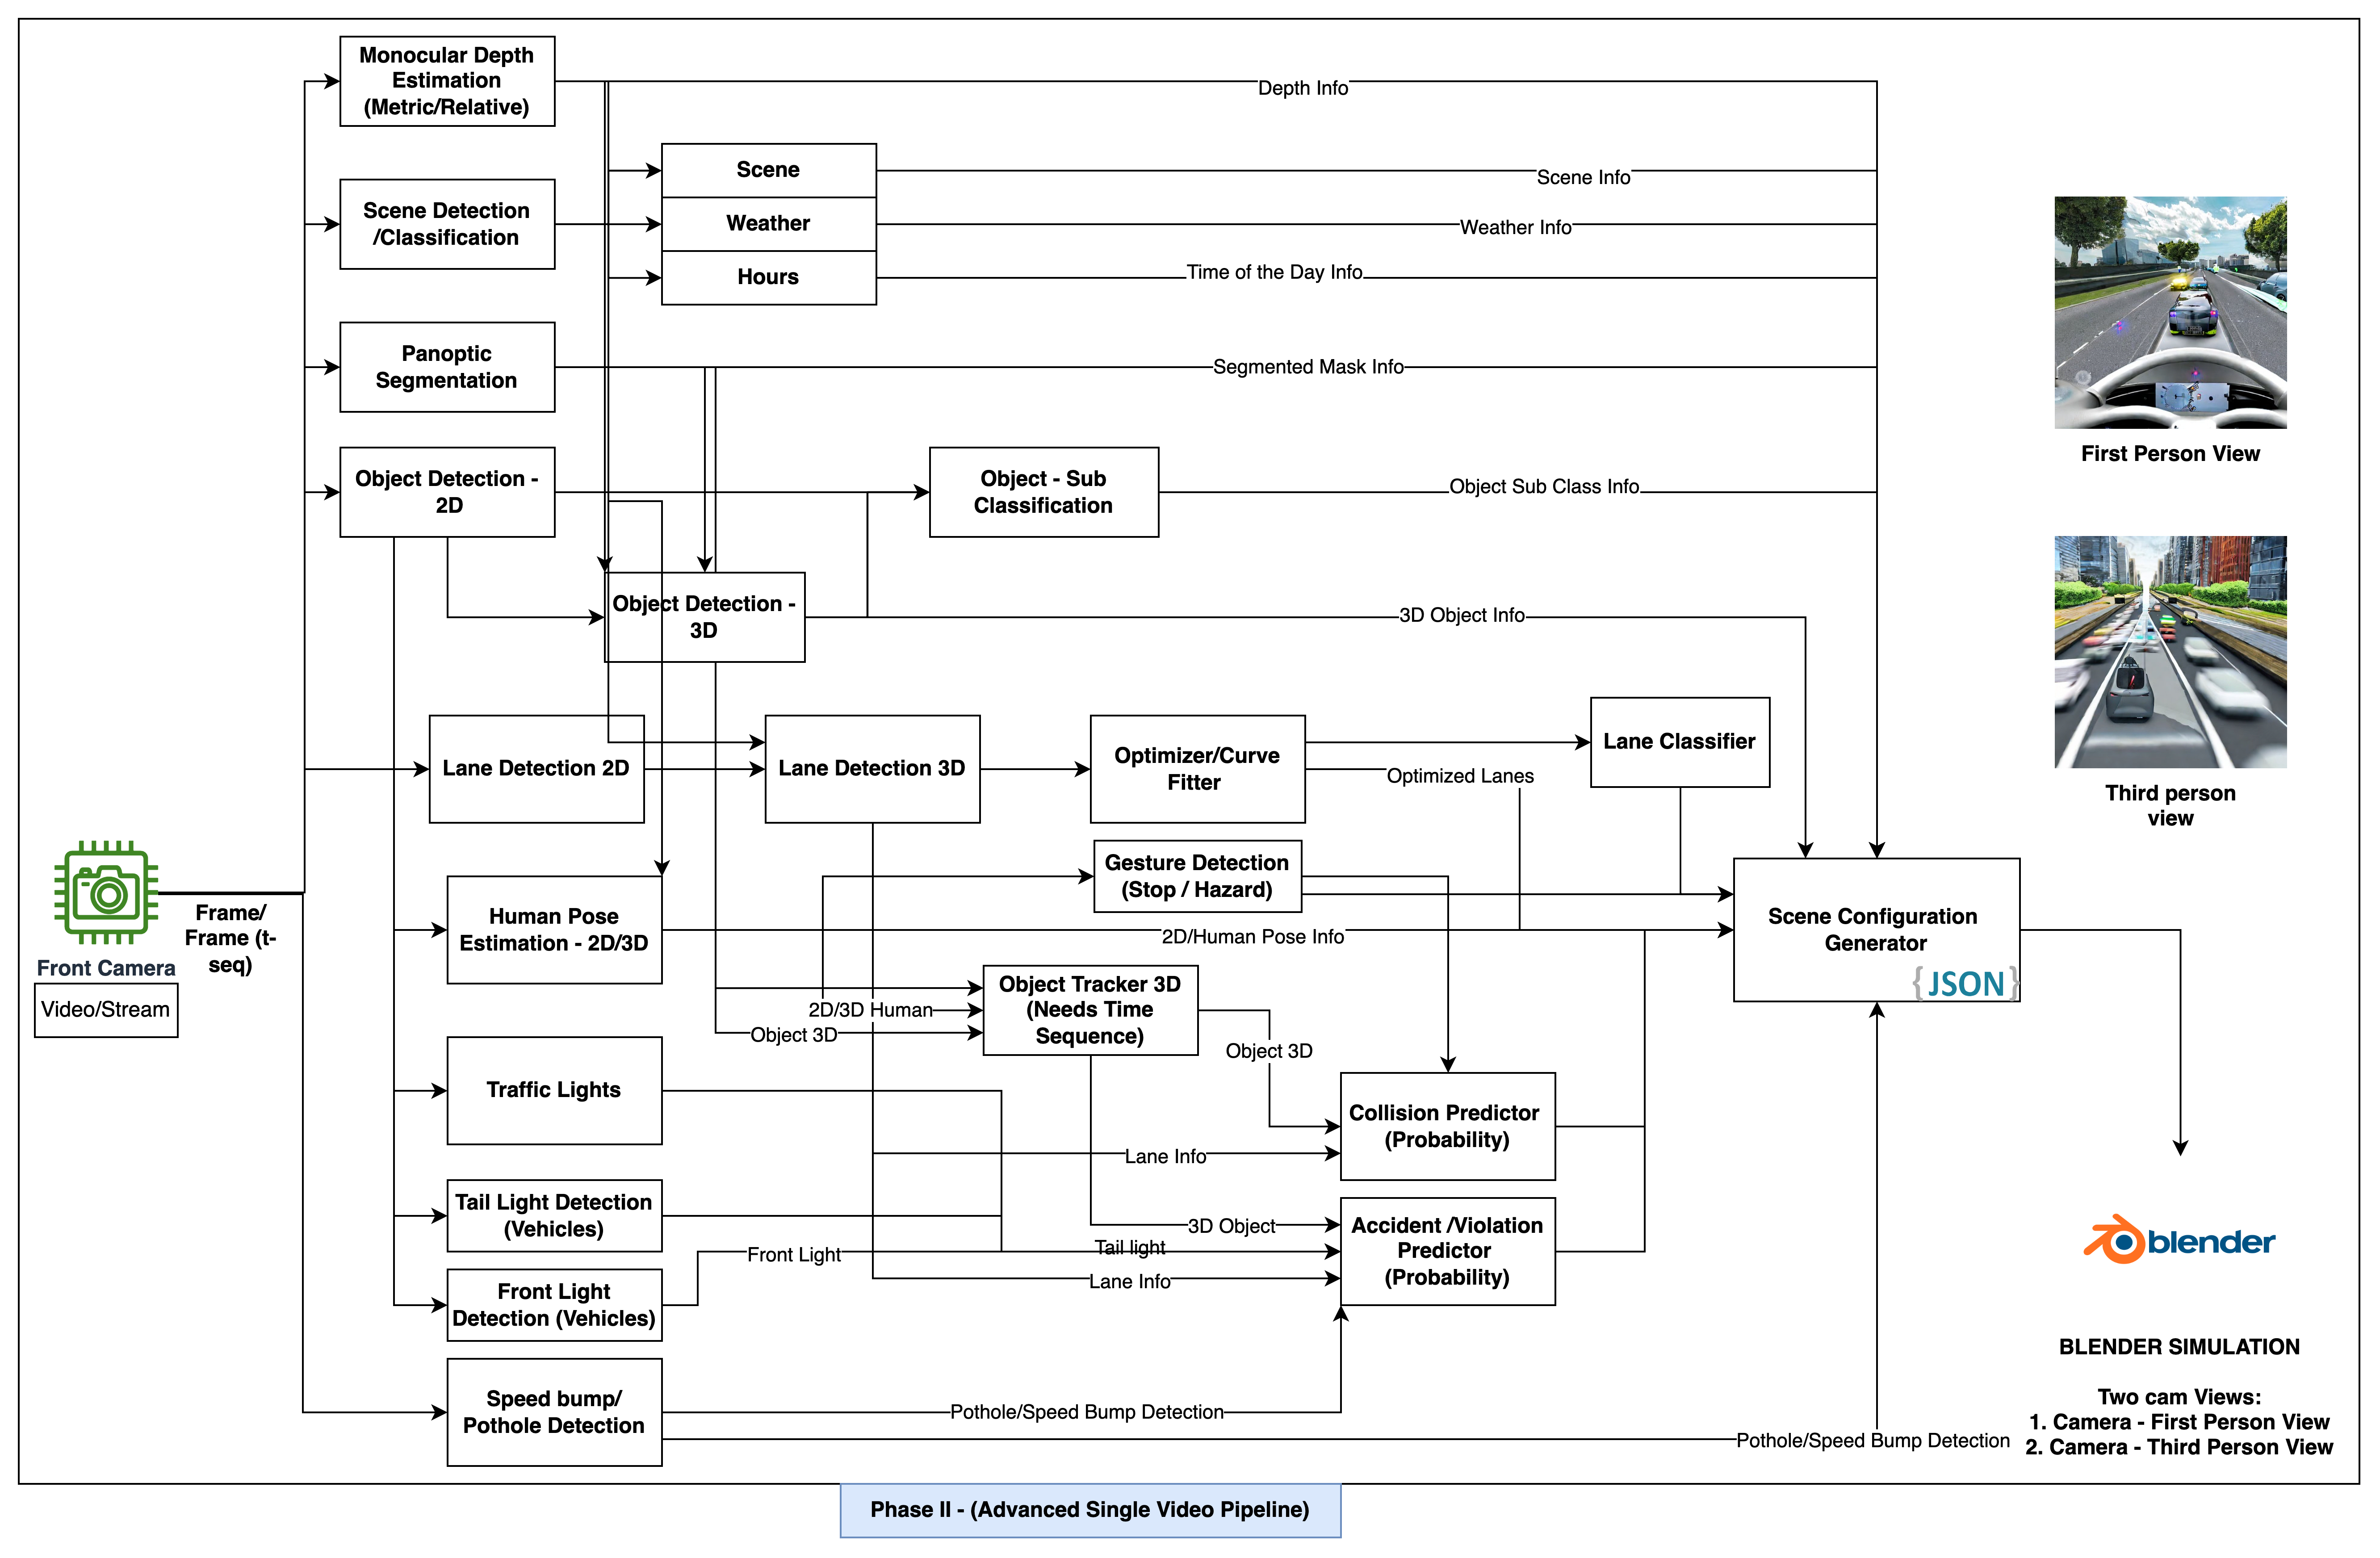 Monocular Depth
Estimation
(Metric/Relative)
Depth Info
Scene
Scene Info
Scene Detection
/Classification
Weather
Weather Info
Hours
Time of the Day Info
Panoptic
Segmentation
Segmented Mask Info
First Person View
Object Detection -
2D
Object - Sub
Classification
Object Sub Class Info
Object Detection -
3D
3D Object Info
Lane Detection 2D
Lane Detection 3D
Optimizer/Curve
Fitter
Optimized Lanes
Lane Classifier
Third person
view
Gesture Detection
(Stop / Hazard)
Frame/
Frame (t-
seq)
Front Camera
Video/Stream
Human Pose
Estimation - 2D/3D
2D/Human Pose Info
Scene Configuration
Generator
{JSON}
Object Tracker 3D
(Needs Time
Sequence)
2D/3D Human
Object 3D
Object 3D
Traffic Lights
Collision Predictor
(Probability)
Lane Info
Tail Light Detection
(Vehicles)
3D Object
Accident /Violation
Predictor
(Probability)
Tail light
Front Light
Lane Info
Front Light
Detection (Vehicles)
blender
BLENDER SIMULATION
Two cam Views:
1. Camera - First Person View
2. Camera - Third Person View
Speed bump/
Pothole Detection
Pothole/Speed Bump Detection
Pothole/Speed Bump Detection
Phase II - (Advanced Single Video Pipeline)